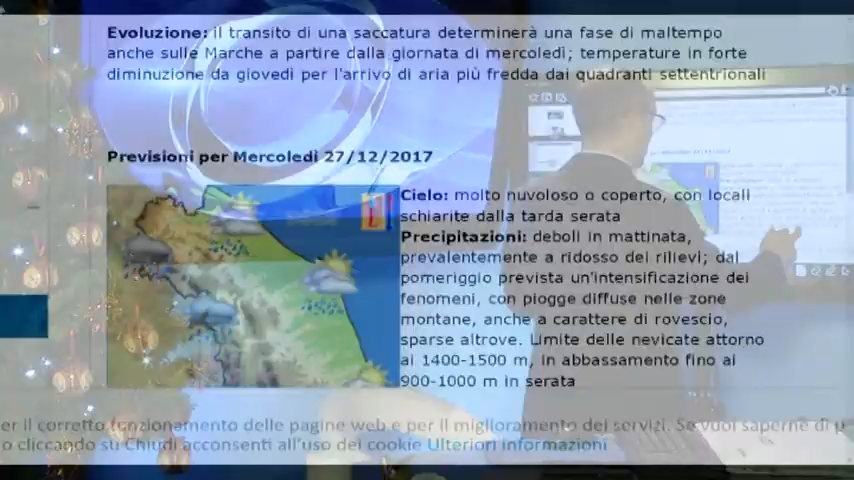 Evoluzione: il transito di una saccatura determinerà una fase di maltempo
anche sulle Marche a partire dalla giornata di mercoledì; temperature in forte
diminuzione da giovedì per l'arrivo di aria più fredda dai quadranti settentrionali
Previsioni per Mercoledì 27/12/2017
Cielo: molto nuvoloso o coperto, con locali
schiarite dalla tarda serata
Precipitazioni: deboli in mattinata,
prevalentemente a ridosso dei rilievi; dal
pomeriggio prevista un'intensificazione dei
fenomeni, con piogge diffuse nelle zone
montane, anche a carattere di rovescio,
sparse altrove. Limite delle nevicate attorno
ai 1400-1500 m, in abbassamento fino ai
900-1000 m in serata
er il corretto funzionamento delle pagine web e per il miglioramento dei servizi. Se vuoi saperne di p
o cliccando su Chiudi acconsenti all'uso dei cookie Ulteriori informazioni